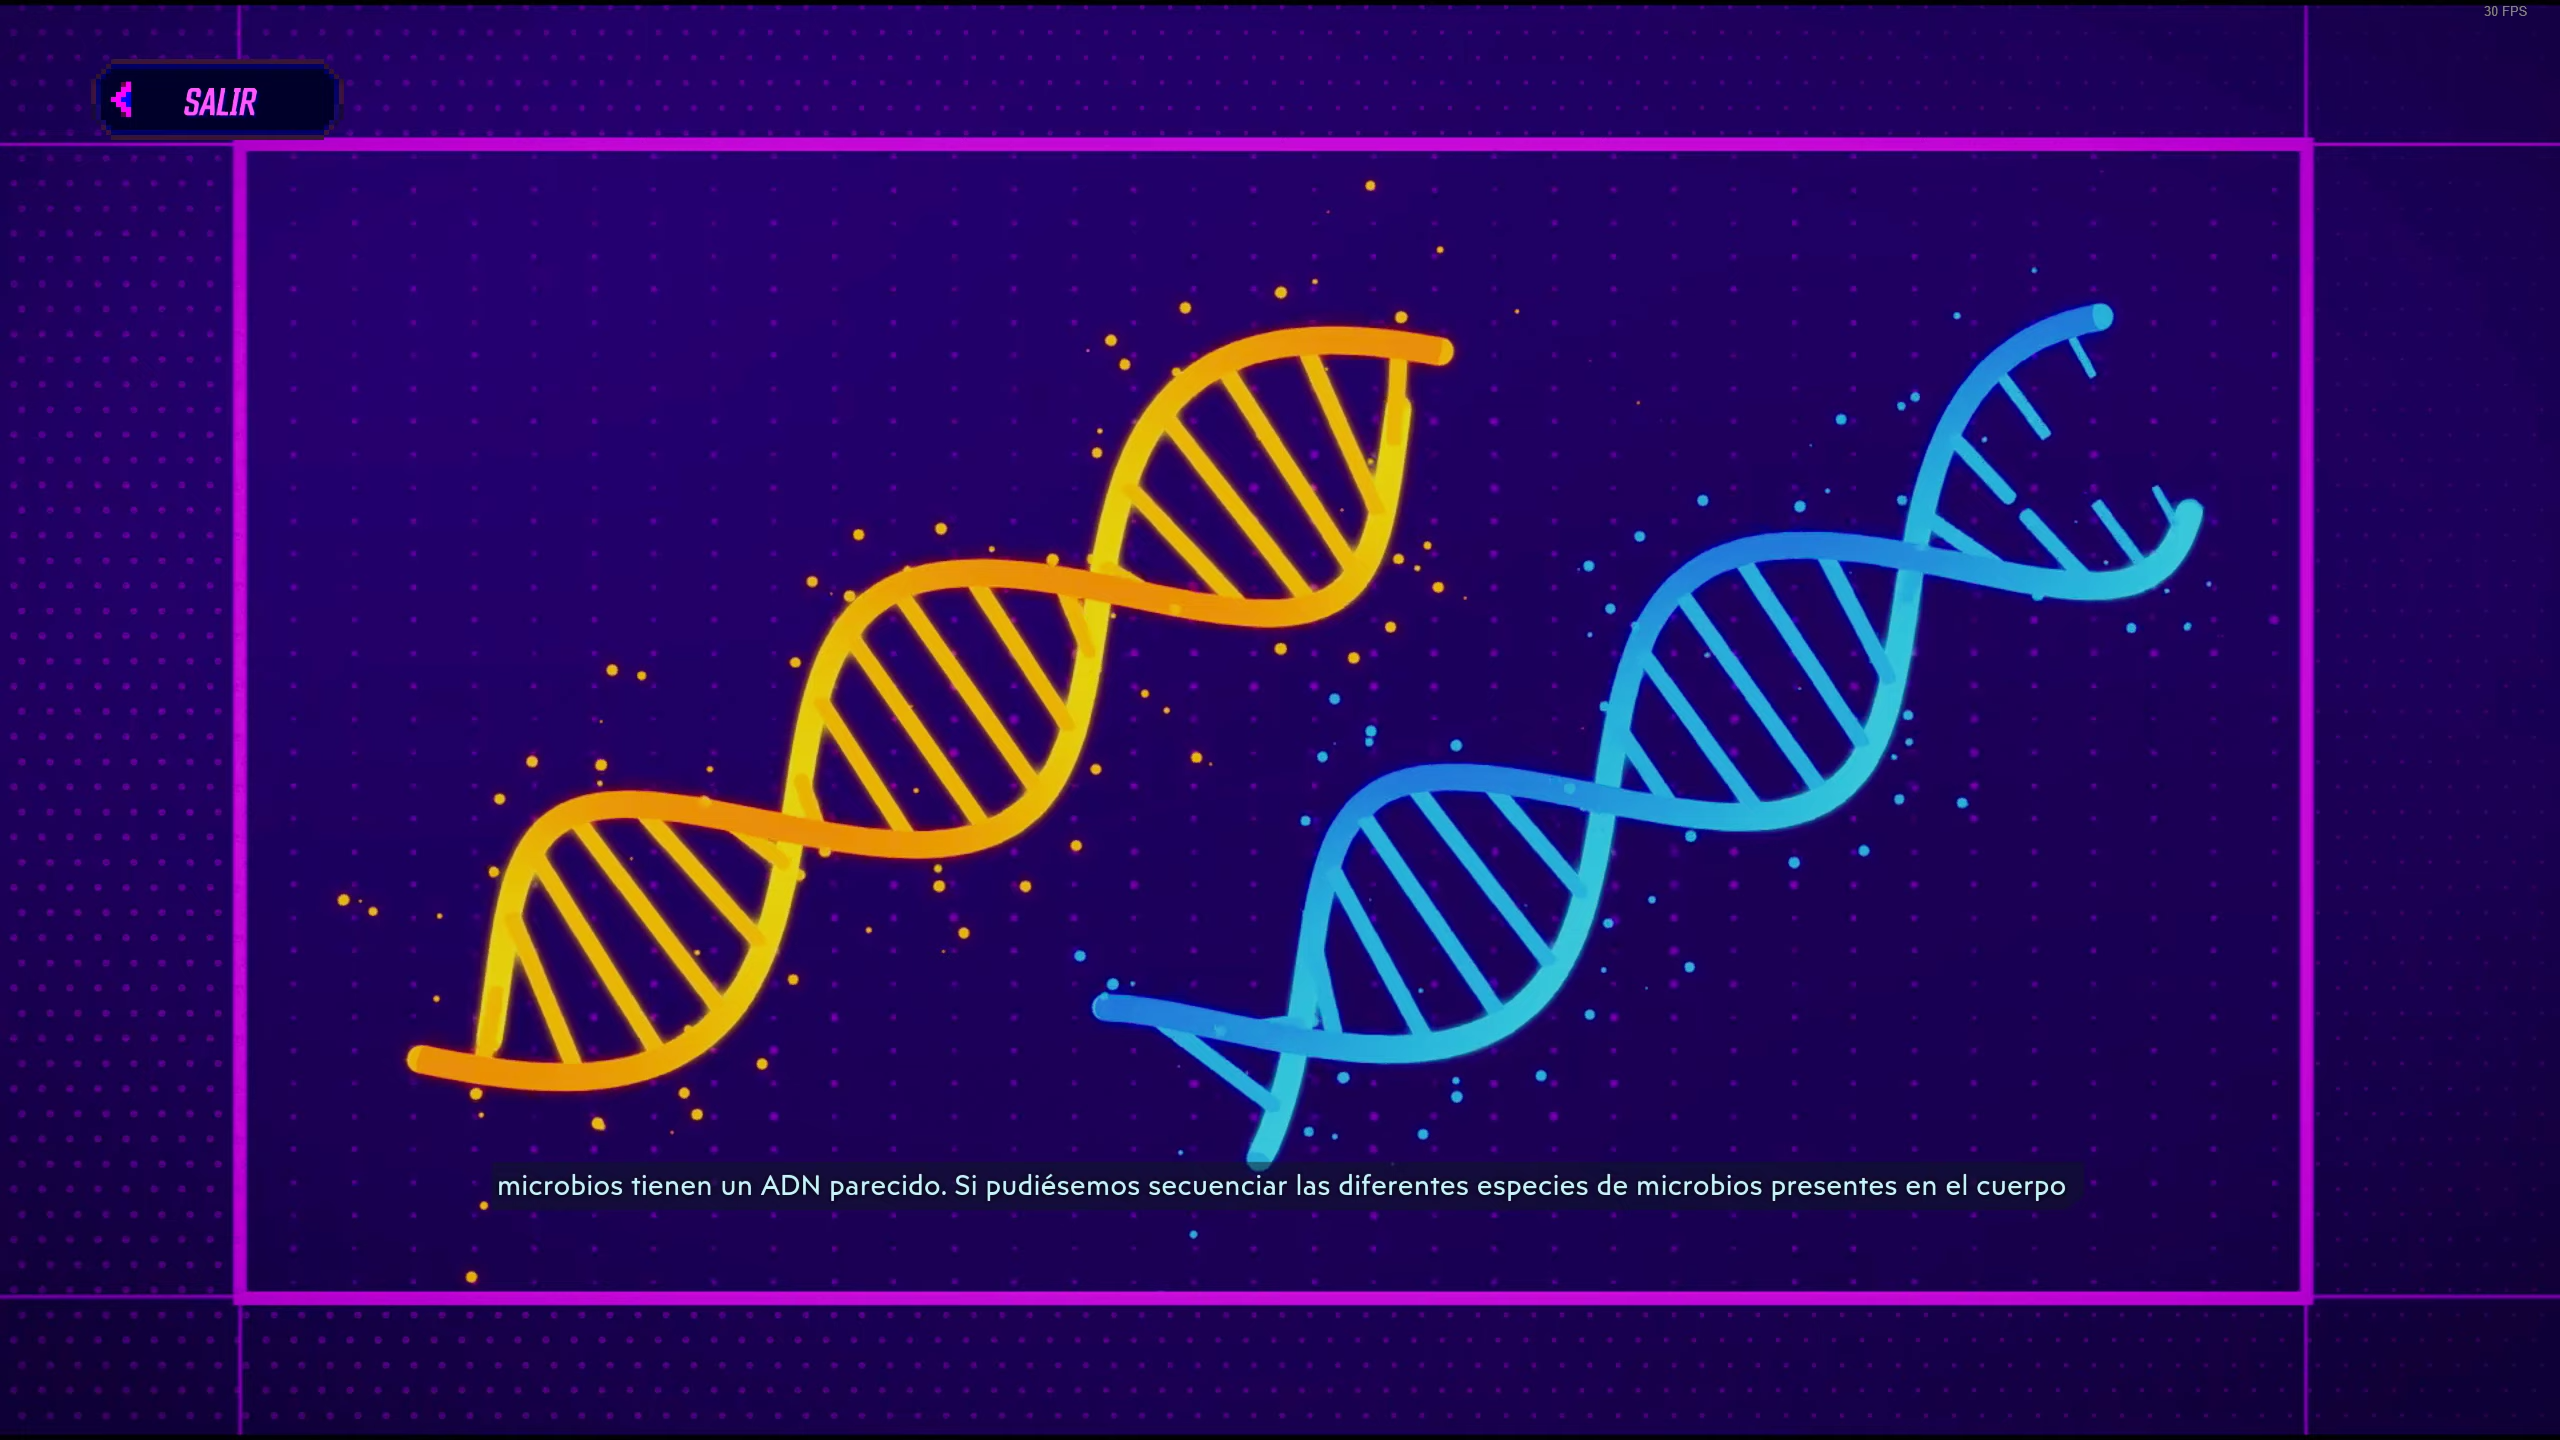 30 FPS
SALIR
microbios tienen un ADN parecido. Si pudiésemos secuenciar las diferentes especies de microbios presentes en el cuerpo